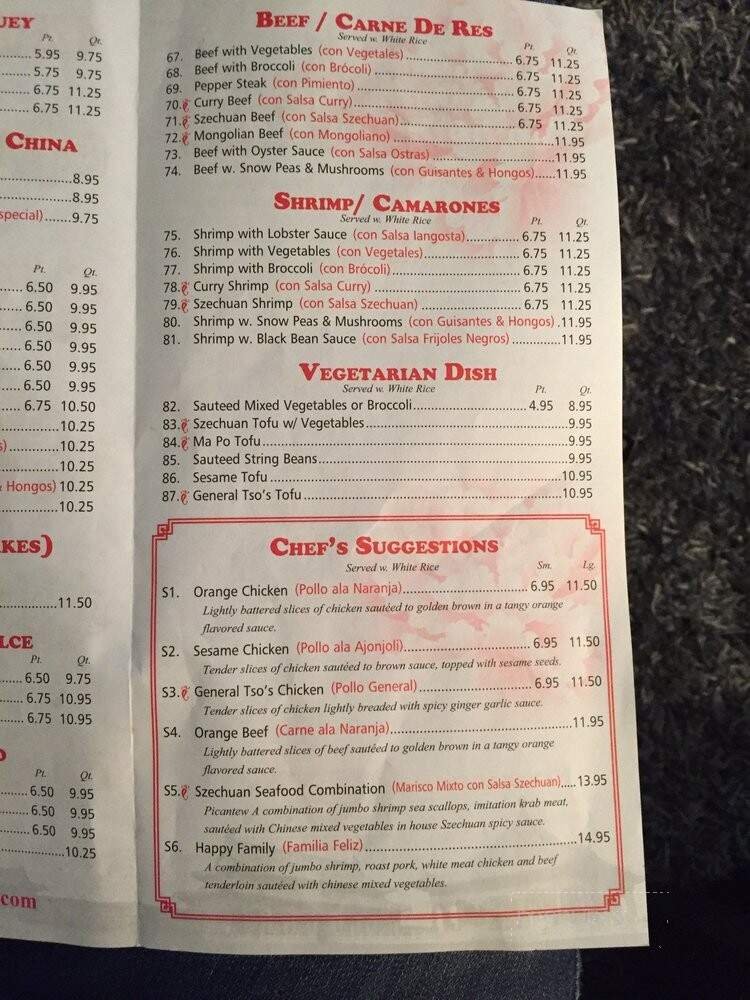 UEY
Pt. Qt.
5.95 9.75
5.75 9.75
6.75 11.25
6.75 11.25
CHINA
8.95
8.95
special) 9.75
Pt. Qt.
6.50 9.95
6.50 9.95
6.50 9.95
6.50 9.95
6.50 9.95
6.50 9.95
6.75 10.50
10.25
s) 10.25
10.25
& Hongos) 10.25
10.25
KES)
11.50
LCE
Pt. Qt.
6.50 9.75
6.75 10.95
6.75 10.95
O
Pt. Qt.
6.50 9.95
6.50 9.95
6.50 9.95
10.25
.com
BEEF / CARNE DE RES
Served w. White Rice
Pt. Qt.
67. Beef with Vegetables (con Vegetales) 6.75 11.25
68. Beef with Broccoli (con Brócoli) 6.75 11.25
69. Pepper Steak (con Pimiento) 6.75 11.25
70. Curry Beef (con Salsa Curry) 6.75 11.25
71. Szechuan Beef (con Salsa Szechuan) 6.75 11.25
72. Mongolian Beef (con Mongoliano) 11.95
73. Beef with Oyster Sauce (con Salsa Ostras) 11.95
74. Beef w. Snow Peas & Mushrooms (con Guisantes & Hongos) 11.95
SHRIMP/ CAMARONES
Served w. White Rice
Pt. Qt.
75. Shrimp with Lobster Sauce (con Salsa langosta) 6.75 11.25
76. Shrimp with Vegetables (con Vegetales) 6.75 11.25
77. Shrimp with Broccoli (con Brócoli) 6.75 11.25
78. Curry Shrimp (con Salsa Curry) 6.75 11.25
79. Szechuan Shrimp (con Salsa Szechuan) 6.75 11.25
80. Shrimp w. Snow Peas & Mushrooms (con Guisantes & Hongos) 11.95
81. Shrimp w. Black Bean Sauce (con Salsa Frijoles Negros) 11.95
VEGETARIAN DISH
Served w. White Rice
Pt. Qt.
82. Sauteed Mixed Vegetables or Broccoli 4.95 8.95
83. Szechuan Tofu w/ Vegetables 9.95
84. Ma Po Tofu 9.95
85. Sauteed String Beans 9.95
86. Sesame Tofu 10.95
87. General Tso's Tofu 10.95
CHEF'S SUGGESTIONS
Served w. White Rice
Sm. Lg.
S1. Orange Chicken (Pollo ala Naranja) 6.95 11.50
Lightly battered slices of chicken sautéed to golden brown in a tangy orange
flavored sauce.
S2. Sesame Chicken (Pollo ala Ajonjoli) 6.95 11.50
Tender slices of chicken sautéed to brown sauce, topped with sesame seeds.
S3. General Tso's Chicken (Pollo General) 6.95 11.50
Tender slices of chicken lightly breaded with spicy ginger garlic sauce.
S4. Orange Beef (Carne ala Naranja) 11.95
Lightly battered slices of beef sautéed to golden brown in a tangy orange
flavored sauce.
S5. Szechuan Seafood Combination (Marisco Mixto con Salsa Szechuan) 13.95
Picantew A combination of jumbo shrimp sea scallops, imitation krab meat,
sautéed with Chinese mixed vegetables in house Szechuan spicy sauce.
S6. Happy Family (Familia Feliz) 14.95
A combination of jumbo shrimp, roast pork, white meat chicken and beef
tenderloin sautéed with chinese mixed vegetables.